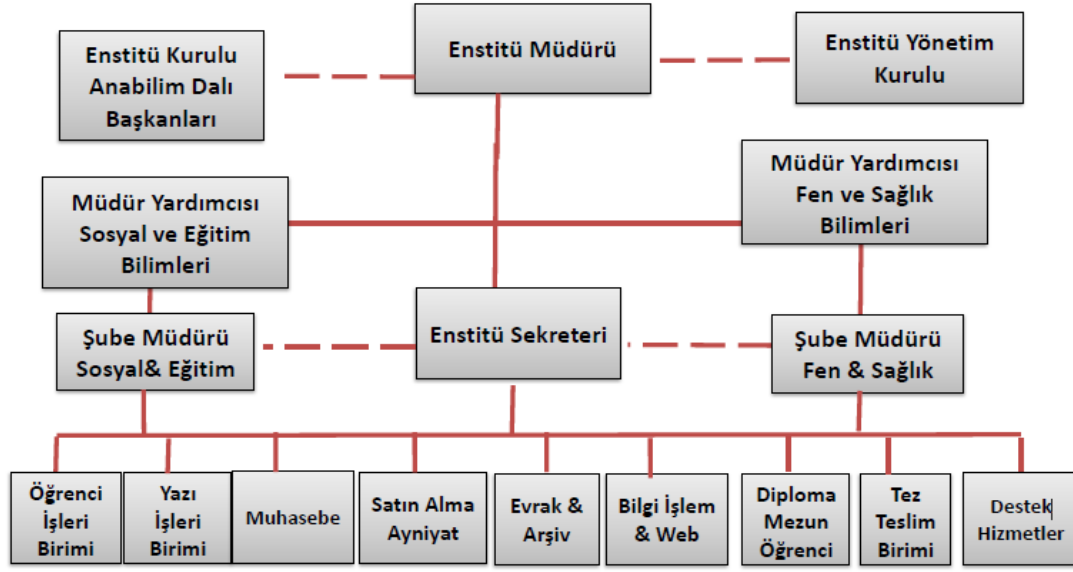 Enstitü Kurulu
Anabilim Dalı
Başkanları
Enstitü Müdürü
Enstitü Yönetim
Kurulu
Müdür Yardımcısı
Sosyal ve Eğitim
Bilimleri
Müdür Yardımcısı
Fen ve Sağlık
Bilimleri
Şube Müdürü
Sosyal& Eğitim
Enstitü Sekreteri
Şube Müdürü
Fen & Sağlık
Öğrenci
İşleri
Birimi
Yazı
İşleri
Birimi
Muhasebe
Satın Alma
Ayniyat
Evrak &
Arşiv
Bilgi İşlem
& Web
Diploma
Mezun
Öğrenci
Tez
Teslim
Birimi
Destek
Hizmetler